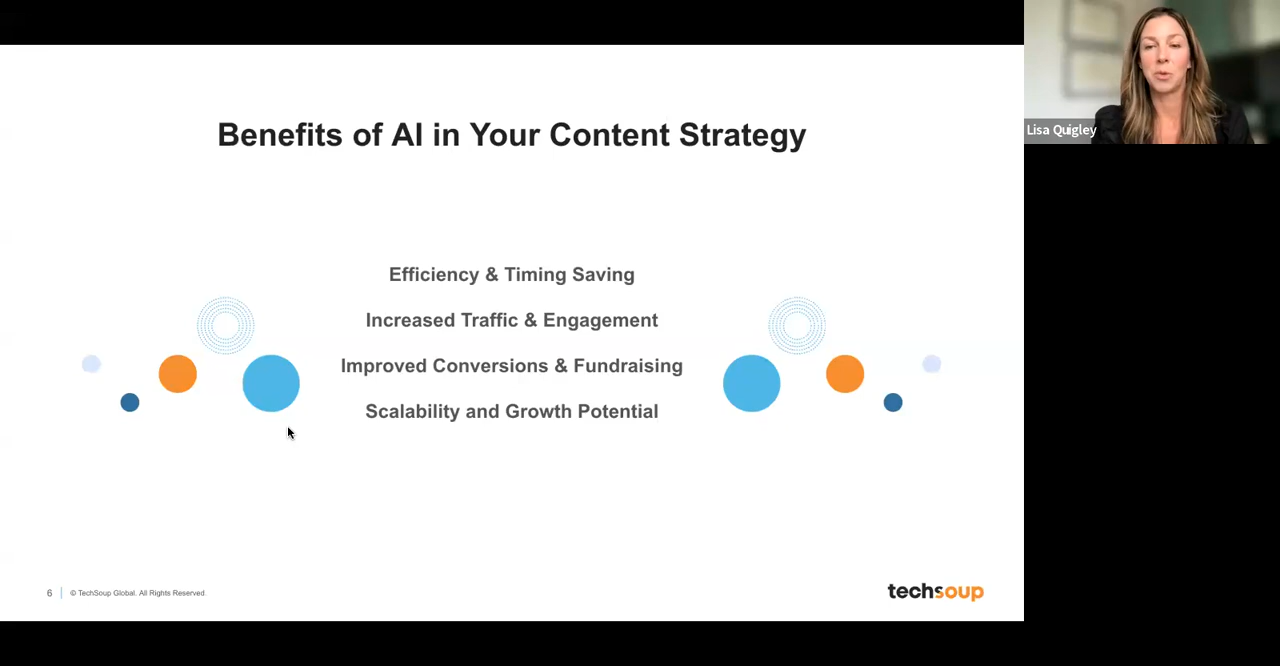 Benefits of AI in Your Content Strategy
Efficiency & Timing Saving
Increased Traffic & Engagement
Improved Conversions & Fundraising
Scalability and Growth Potential
6
© TechSoup Global. All Rights Reserved
techsoup
Lisa Quigley